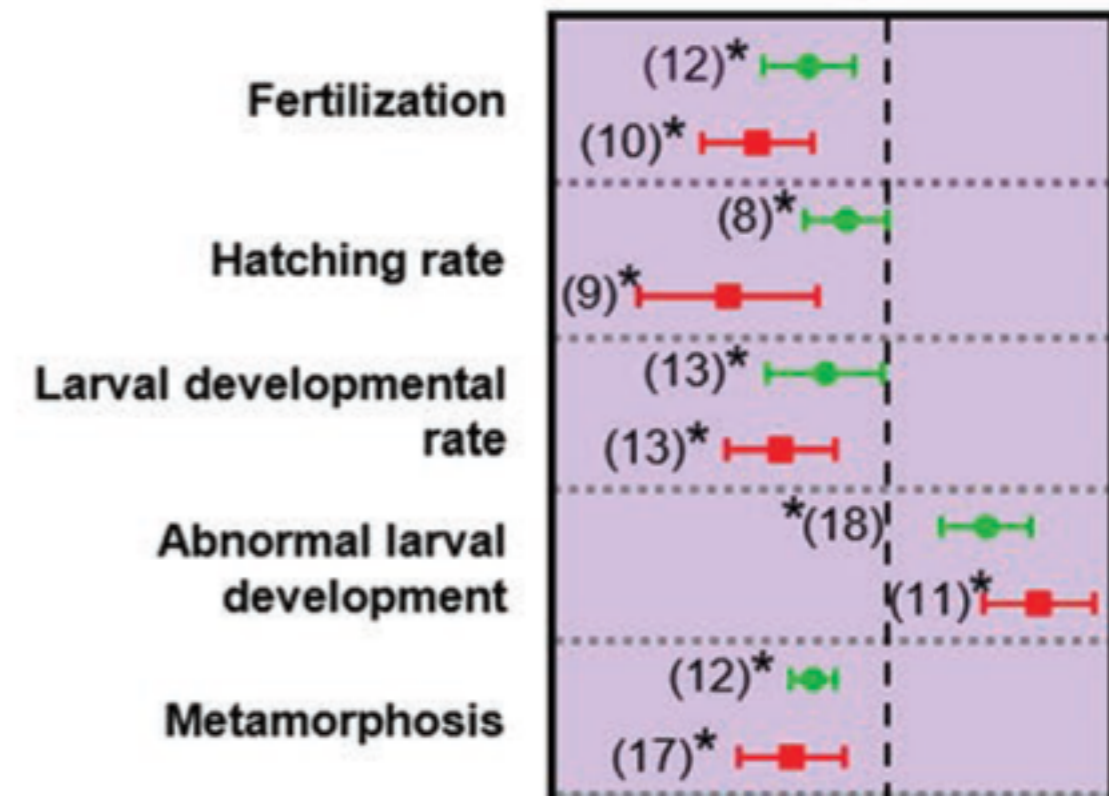 Fertilization
(12)*
(10)*
Hatching rate
(8)*
(9)*
Larval developmental
rate
(13)*
(13)*
Abnormal larval
development
*(18)
(11)*
Metamorphosis
(12)*
(17)*